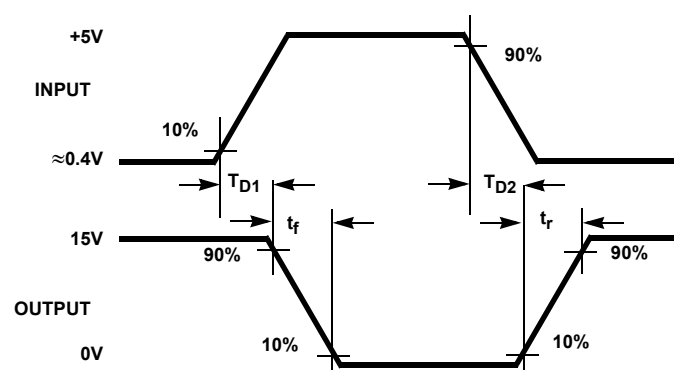 +5V
INPUT
90%
10%
≈0.4V
TD1
TD2
tf
tr
15V
90%
90%
OUTPUT
10%
10%
0V